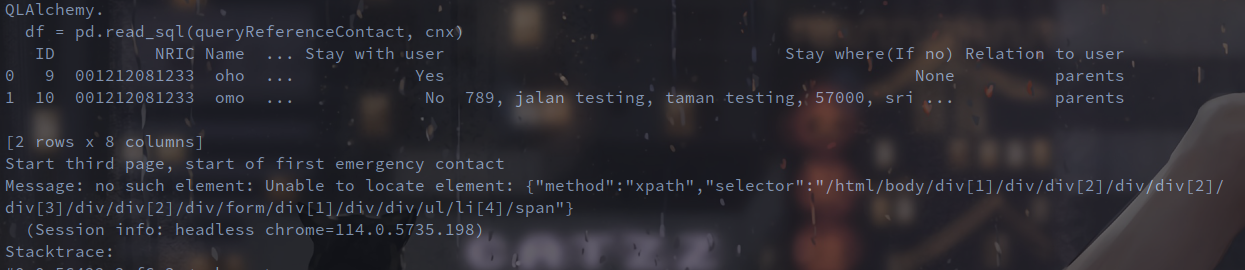 QLAlchemy.
  df = pd.read_sql(queryReferenceContact, cnx)
   ID          NRIC Name  ... Stay with user                                   Stay where(If no) Relation to user
0   9  001212081233  oho  ...            Yes                                                None          parents
1  10  001212081233  omo  ...             No  789, jalan testing, taman testing, 57000, sri ...          parents
[2 rows x 8 columns]
Start third page, start of first emergency contact
Message: no such element: Unable to locate element: {"method":"xpath","selector":"/html/body/div[1]/div/div[2]/div/div[2]/
div[3]/div/div[2]/div/form/div[1]/div/div/ul/li[4]/span"}
  (Session info: headless chrome=114.0.5735.198)
Stacktrace: